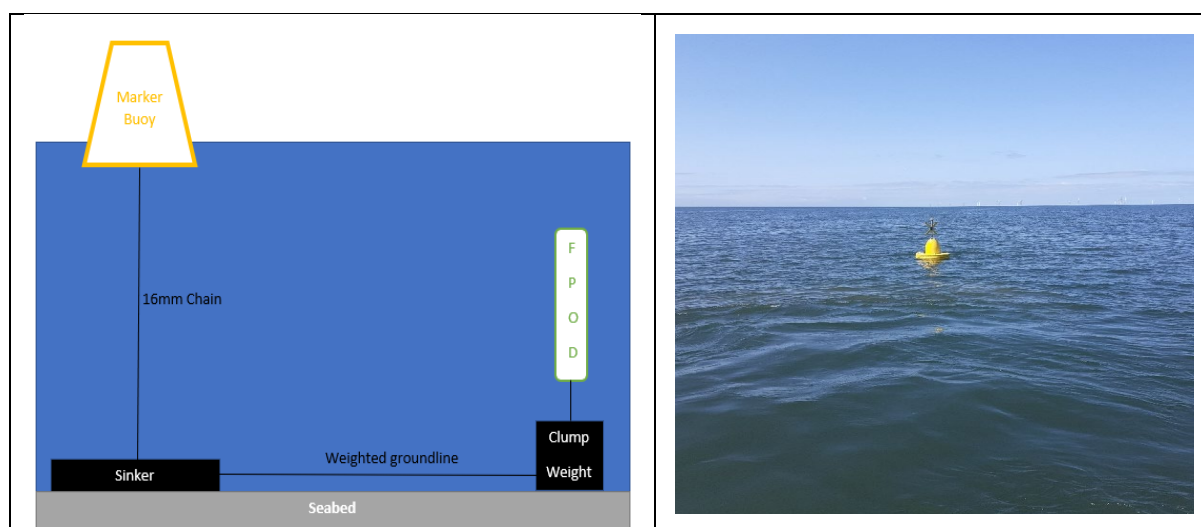 Marker
Buoy
F
P
O
D
16mm Chain
Clump
Weight
Weighted groundline
Sinker
Seabed